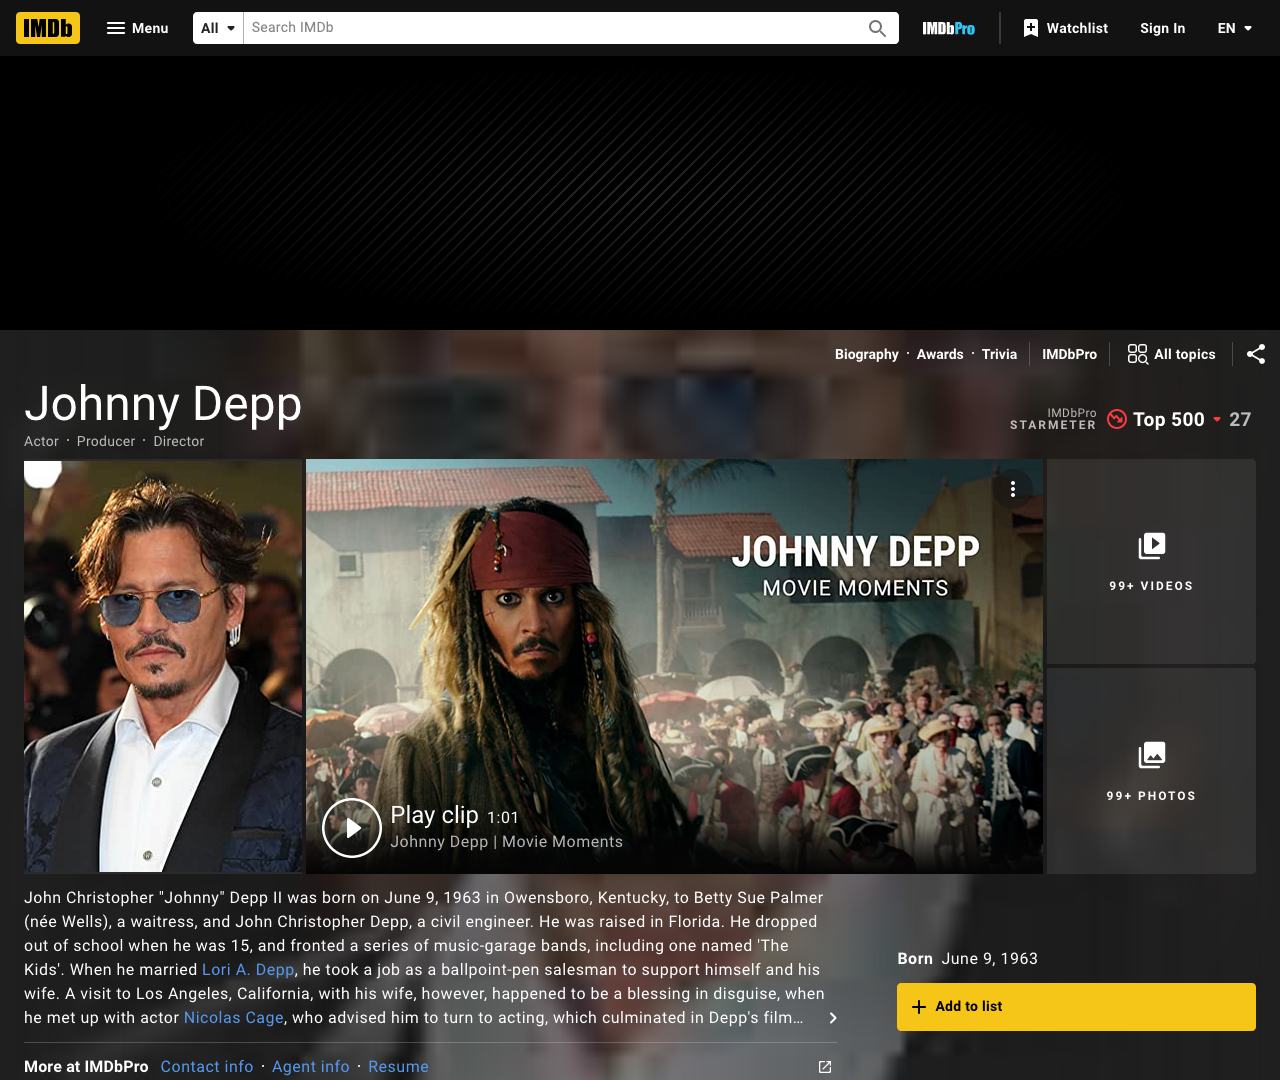 IMDb
Menu
All
Search IMDb
IMDbPro
Watchlist
Sign In
EN
Biography · Awards · Trivia
IMDbPro
All topics
Johnny Depp
Actor · Producer · Director
IMDbPro
STARMETER
Top 500
27
JOHNNY DEPP
MOVIE MOMENTS
99+ VIDEOS
Play clip 1:01
Johnny Depp | Movie Moments
99+ PHOTOS
John Christopher "Johnny" Depp II was born on June 9, 1963 in Owensboro, Kentucky, to Betty Sue Palmer
(née Wells), a waitress, and John Christopher Depp, a civil engineer. He was raised in Florida. He dropped
out of school when he was 15, and fronted a series of music-garage bands, including one named 'The
Kids'. When he married Lori A. Depp, he took a job as a ballpoint-pen salesman to support himself and his
wife. A visit to Los Angeles, California, with his wife, however, happened to be a blessing in disguise, when
he met up with actor Nicolas Cage, who advised him to turn to acting, which culminated in Depp's film...
Born June 9, 1963
Add to list
More at IMDbPro Contact info · Agent info · Resume